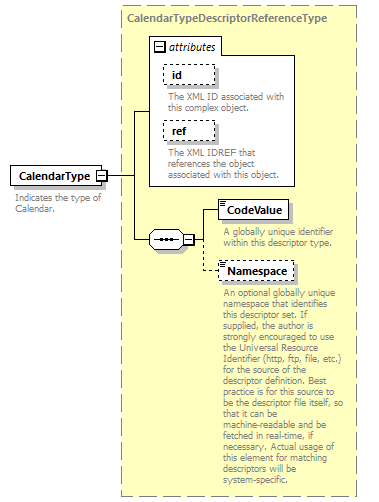 CalendarTypeDescriptorReferenceType
attributes
id
The XML ID associated with
this complex object.
ref
The XML IDREF that
references the object
associated with this object.
CalendarType
Indicates the type of
Calendar.
CodeValue
A globally unique identifier
within this descriptor type.
Namespace
An optional globally unique
namespace that identifies
this descriptor set. If
supplied, the author is
strongly encouraged to use
the Universal Resource
Identifier (http, ftp, file, etc.)
for the source of the
descriptor definition. Best
practice is for this source to
be the descriptor file itself, so
that it can be
machine-readable and be
fetched in real-time, if
necessary. Actual usage of
this element for matching
descriptors will be
system-specific.